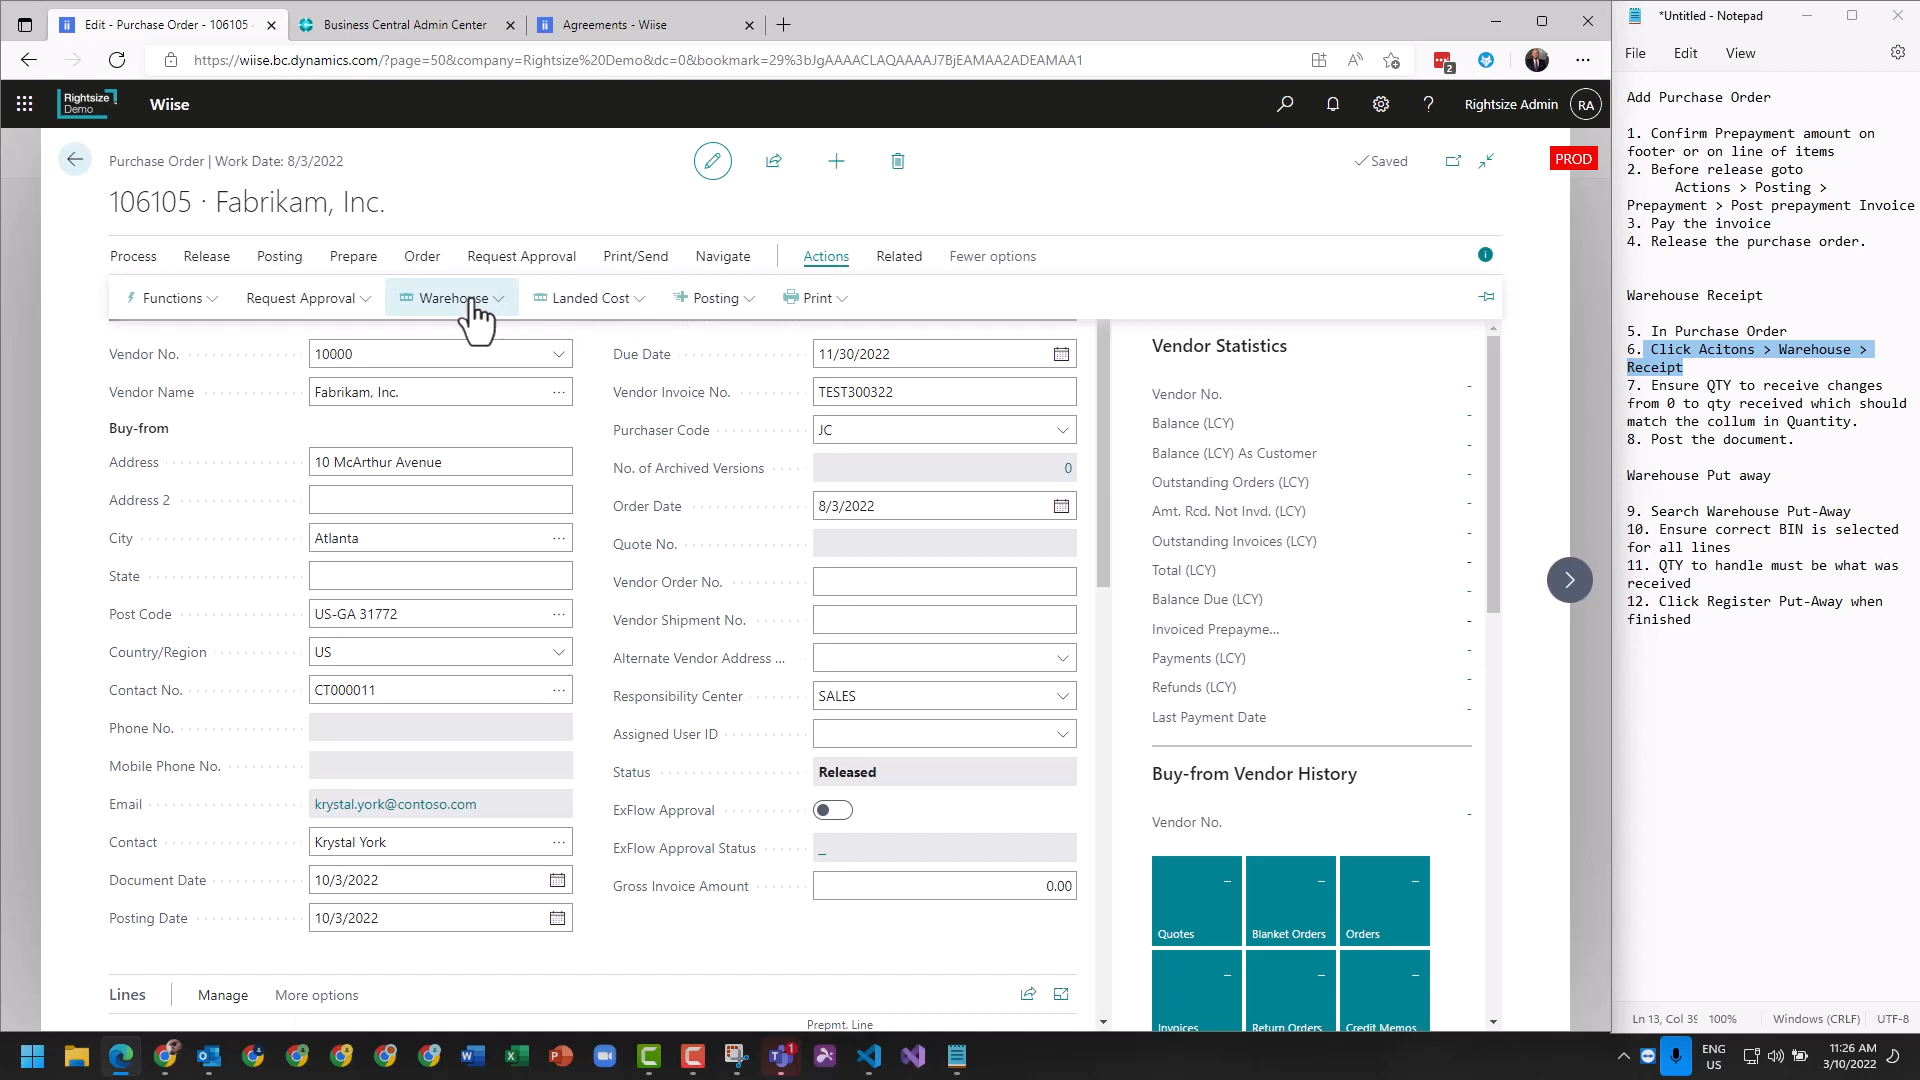 Edit - Purchase Order - 106105
Business Central Admin Center
Agreements - Wiise
https://wiise.bc.dynamics.com/?page=50&company=Rightsize%20Demo&dc=0&bookmark=29%3bJgAAAACLAQAAAAJ7BjEAMAA2ADEAMAA1
2
Rightsize
Demo
Wiise
Rightsize Admin
RA
Purchase Order | Work Date: 8/3/2022
Saved
PROD
106105 · Fabrikam, Inc.
Process
Release
Posting
Prepare
Order
Request Approval
Print/Send
Navigate
Actions
Related
Fewer options
Functions
Request Approval
Warehouse
Landed Cost
Posting
Print
Vendor No.
10000
Vendor Name
Fabrikam, Inc.
Buy-from
Address
10 McArthur Avenue
Address 2
City
Atlanta
State
Post Code
US-GA 31772
Country/Region
US
Contact No.
CT000011
Phone No.
Mobile Phone No.
Email
krystal.york@contoso.com
Contact
Krystal York
Document Date
10/3/2022
Posting Date
10/3/2022
Due Date
11/30/2022
Vendor Invoice No.
TEST300322
Purchaser Code
JC
No. of Archived Versions
0
Order Date
8/3/2022
Quote No.
Vendor Order No.
Vendor Shipment No.
Alternate Vendor Address ...
Responsibility Center
SALES
Assigned User ID
Status
Released
ExFlow Approval
ExFlow Approval Status
_
Gross Invoice Amount
0.00
Lines
Manage
More options
Prepmt. Line
Vendor Statistics
Vendor No.
-
Balance (LCY)
-
Balance (LCY) As Customer
-
Outstanding Orders (LCY)
-
Amt. Rcd. Not Invd. (LCY)
-
Outstanding Invoices (LCY)
-
Total (LCY)
-
Balance Due (LCY)
-
Invoiced Prepayme...
-
Payments (LCY)
-
Refunds (LCY)
-
Last Payment Date
-
Buy-from Vendor History
Vendor No.
-
Quotes
Blanket Orders
Orders
Invoices
Return Orders
Credit Memos
*Untitled - Notepad
File
Edit
View
Add Purchase Order
1. Confirm Prepayment amount on
footer or on line of items
2. Before release goto
Actions > Posting >
Prepayment > Post prepayment Invoice
3. Pay the invoice
4. Release the purchase order.
Warehouse Receipt
5. In Purchase Order
6. Click Acitons > Warehouse >
Receipt
7. Ensure QTY to receive changes
from 0 to qty received which should
match the collum in Quantity.
8. Post the document.
Warehouse Put away
9. Search Warehouse Put-Away
10. Ensure correct BIN is selected
for all lines
11. QTY to handle must be what was
received
12. Click Register Put-Away when
finished
100%
Windows (CRLF)
UTF-8
1
ENG
US
11:26 AM
3/10/2022